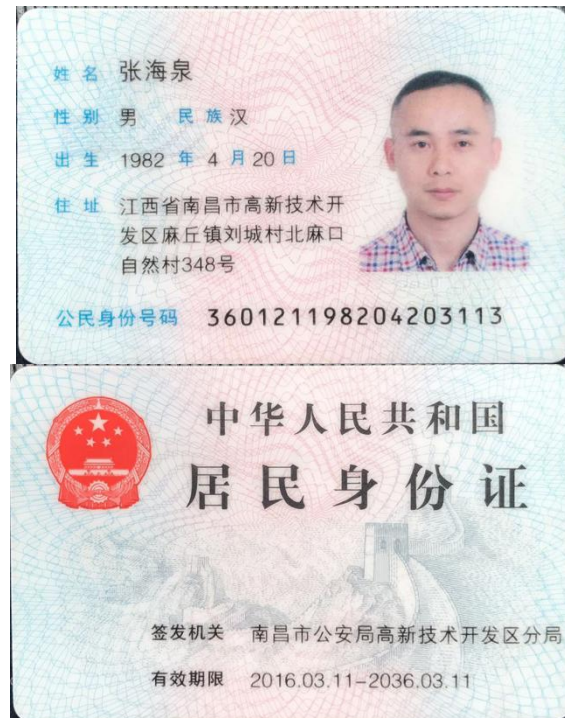 姓名 张海泉
性别 男 民族 汉
出生 1982 年 4 月 20 日
住址 江西省南昌市高新技术开
发区麻丘镇刘城村北麻口
自然村348号
公民身份号码 360121198204203113
中华人民共和国
居民身份证
签发机关 南昌市公安局高新技术开发区分局
有效期限 2016.03.11-2036.03.11